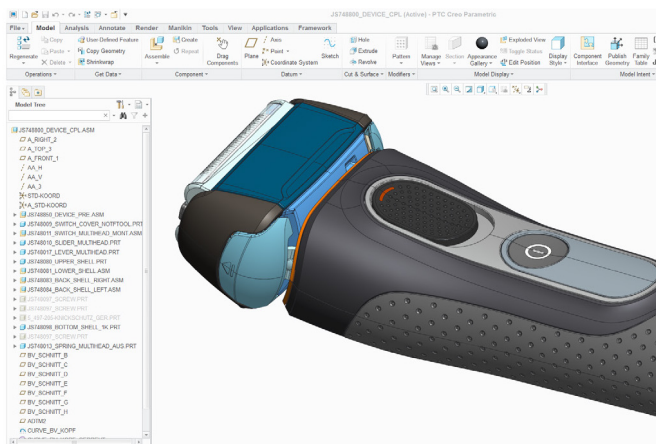 JS748800_DEVICE_CPL (Active) - PTC Creo Parametric
File Model Analysis Annotate Render Manikin Tools View Applications Framework
Regenerate
Copy
Paste
Delete
User-Defined Feature
Copy Geometry
Shrinkwrap
Assemble
Create
Repeat
Drag Components
Plane
Axis
Point
Coordinate System
Sketch
Hole
Extrude
Revolve
Pattern
Manage Views
Section
Appearance Gallery
Exploded View
Toggle Status
Edit Position
Display Style
Component Interface
Publish Geometry
Family Table
Operations Get Data Component Datum Cut & Surface Modifiers Model Display Model Intent
Model Tree
JS748800_DEVICE_CPL.ASM
A_RIGHT_2
A_TOP_3
A_FRONT_1
AA_H
AA_V
AA_3
STD-KOORD
A_STD-KOORD
JS748850_DEVICE_PRE.ASM
JS748009_SWITCH_COVER_NOTFTOOL.PRT
JS748011_SWITCH_MULTIHEAD_MONT.ASM
JS748010_SLIDER_MULTIHEAD.PRT
JS748017_LEVER_MULTIHEAD.PRT
JS748080_UPPER_SHELL.PRT
JS748081_LOWER_SHELL.ASM
JS748083_BACK_SHELL_RIGHT.ASM
JS748084_BACK_SHELL_LEFT.ASM
JS748097_SCREW.PRT
JS748097_SCREW.PRT
JS748098_BOTTOM_SHELL_1K.PRT
JS748097_SCREW.PRT
JS748013_SPRING_MULTIHEAD_AUS.PRT
BV_SCHNITT_B
BV_SCHNITT_C
BV_SCHNITT_D
BV_SCHNITT_E
BV_SCHNITT_F
BV_SCHNITT_G
BV_SCHNITT_H
ADTM2
CURVE_BV_KOPF